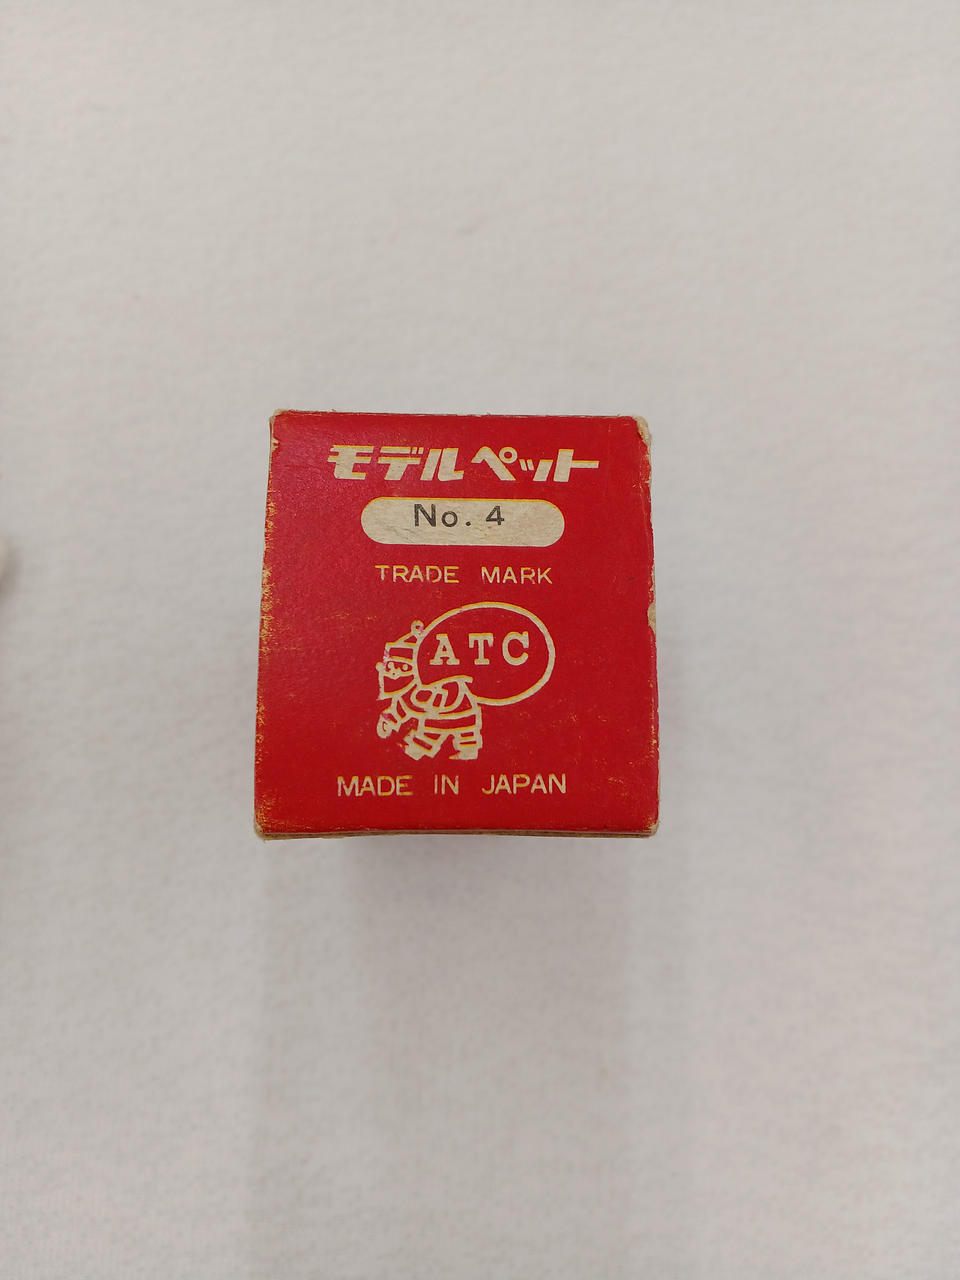 モデルペット
No. 4
TRADE MARK
ATC
MADE IN JAPAN